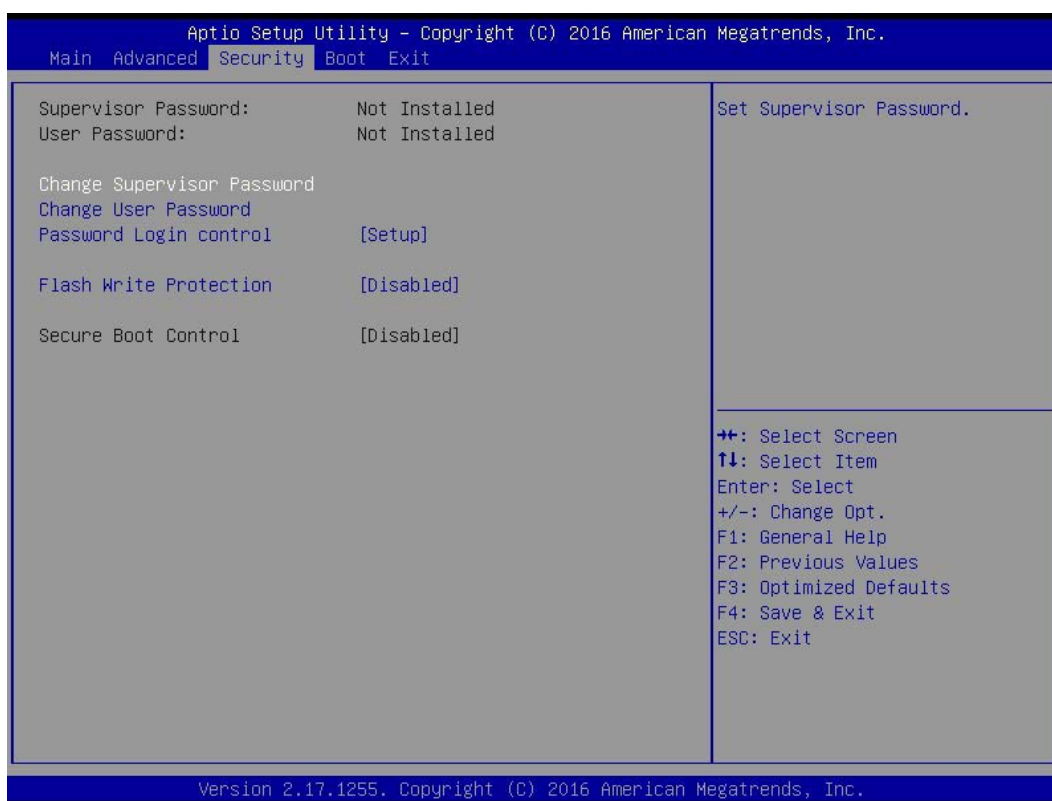 Aptio Setup Utility – Copyright (C) 2016 American Megatrends, Inc.
Main Advanced Security Boot Exit
Supervisor Password: Not Installed
User Password: Not Installed
Change Supervisor Password
Change User Password
Password Login control [Setup]
Flash Write Protection [Disabled]
Secure Boot Control [Disabled]
Set Supervisor Password.
→←: Select Screen
↑↓: Select Item
Enter: Select
+/-: Change Opt.
F1: General Help
F2: Previous Values
F3: Optimized Defaults
F4: Save & Exit
ESC: Exit
Version 2.17.1255. Copyright (C) 2016 American Megatrends, Inc.